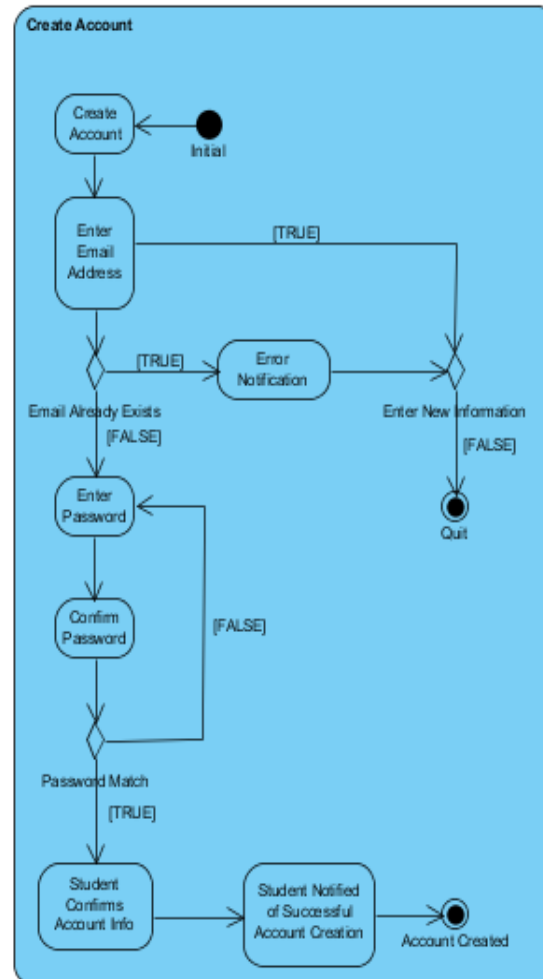 Create Account
Create
Account
Initial
Enter
Email
Address
[TRUE]
[TRUE]
Error
Notification
Email Already Exists
Enter New Information
[FALSE]
[FALSE]
Enter
Password
Quit
Confirm
Password
[FALSE]
Password Match
[TRUE]
Student
Confirms
Account Info
Student Notified
of Successful
Account Creation
Account Created